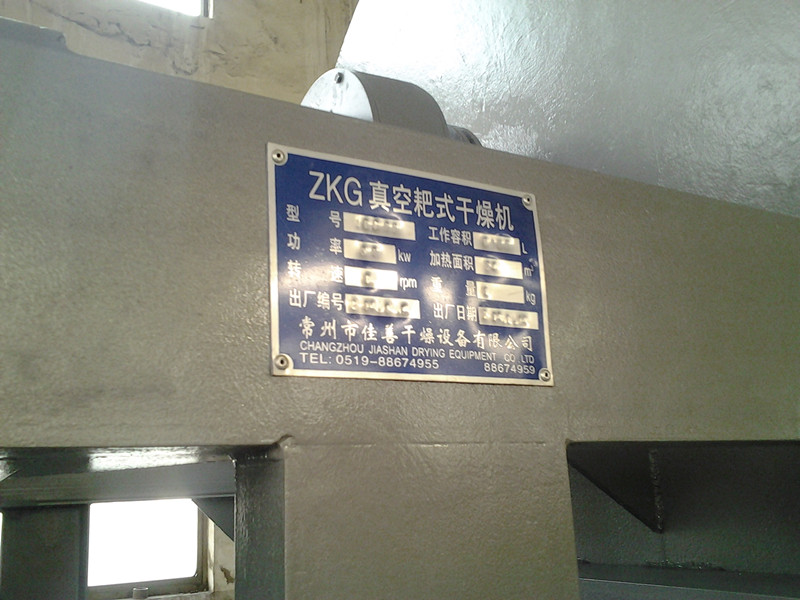 ZKG 真空耙式干燥机
型 号 工作容积 L
功 率 kw 加热面积 m²
转 速 rpm 重 量 kg
出厂编号 出厂日期
常州市佳善干燥设备有限公司
CHANGZHOU JIASHAN DRYING EQUIPMENT CO LTD
TEL: 0519-88674955 88674959